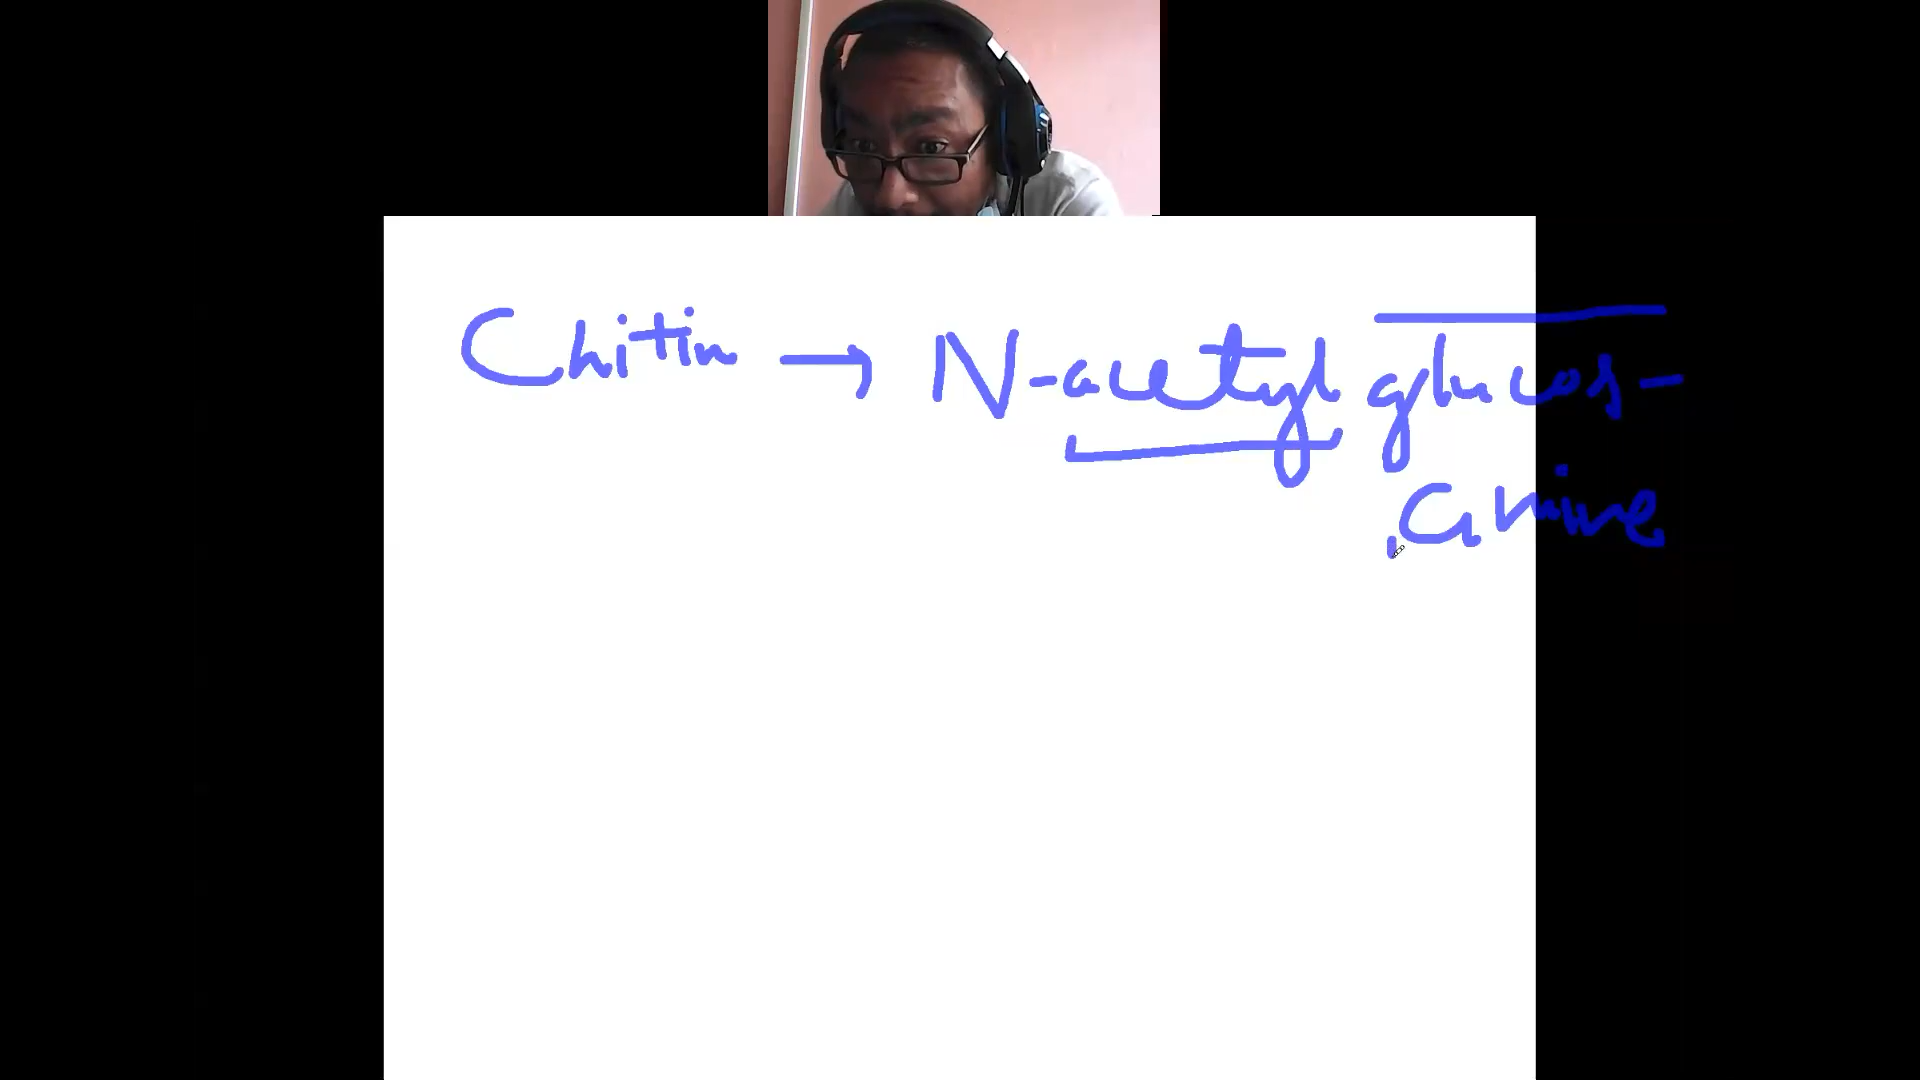 Chitin → N-acetyl glucos-
amine